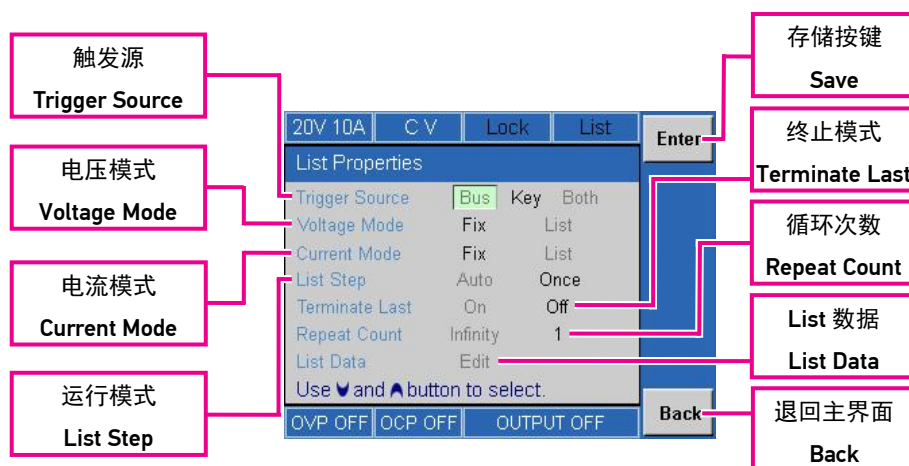 触发源
Trigger Source
电压模式
Voltage Mode
电流模式
Current Mode
运行模式
List Step
20V 10A CV Lock List
List Properties
Trigger Source Bus Key Both
Voltage Mode Fix List
Current Mode Fix List
List Step Auto Once
Terminate Last On Off
Repeat Count Infinity 1
List Data Edit
Use and button to select.
OVP OFF OCP OFF OUTPUT OFF
Enter
Back
存储按键
Save
终止模式
Terminate Last
循环次数
Repeat Count
List 数据
List Data
退回主界面
Back